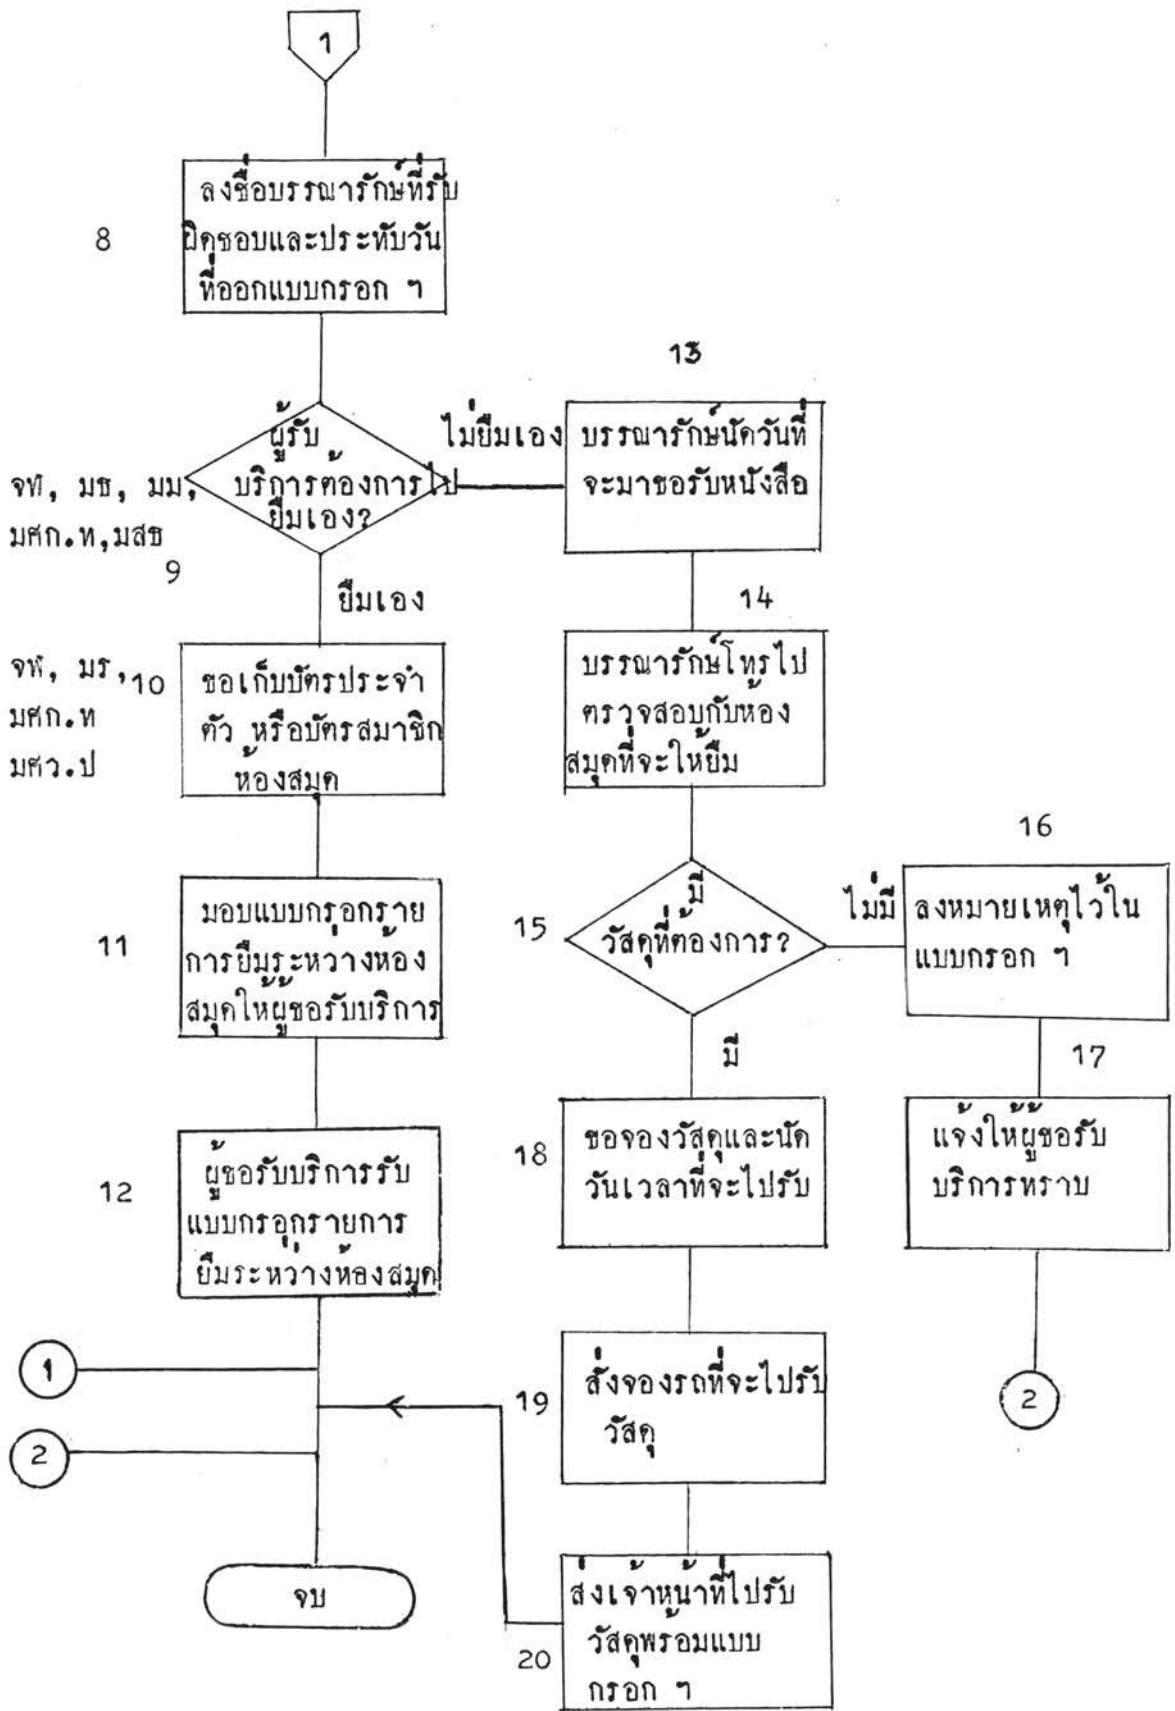 1
8
ลงชื่อบรรณารักษ์ที่รับ
ผิดชอบและประทับวัน
ที่ออกแบบกรอก ฯ
จฬ, มธ, มม,
มศก.ท,มสธ
9
ผู้รับ
บริการต้องการไป
ยืมเอง?
ไม่ยืมเอง
ยืมเอง
จฬ, มร,
มศก.ท
มศว.ป
10
ขอเก็บบัตรประจำ
ตัว หรือบัตรสมาชิก
ห้องสมุด
11
มอบแบบกรอกราย
การยืมระหว่างห้อง
สมุดให้ผู้ขอรับบริการ
12
ผู้ขอรับบริการรับ
แบบกรอกรายการ
ยืมระหว่างห้องสมุด
1
2
จบ
13
บรรณารักษ์นัดวันที่
จะมาขอรับหนังสือ
14
บรรณารักษ์โทรไป
ตรวจสอบกับห้อง
สมุดที่จะให้ยืม
15
มี
วัสดุที่ต้องการ?
ไม่มี
มี
16
ลงหมายเหตุไว้ใน
แบบกรอก ฯ
17
แจ้งให้ผู้ขอรับ
บริการทราบ
2
18
ขอจองวัสดุและนัด
วันเวลาที่จะไปรับ
19
สั่งจองรถที่จะไปรับ
วัสดุ
20
ส่งเจ้าหน้าที่ไปรับ
วัสดุพร้อมแบบ
กรอก ฯ